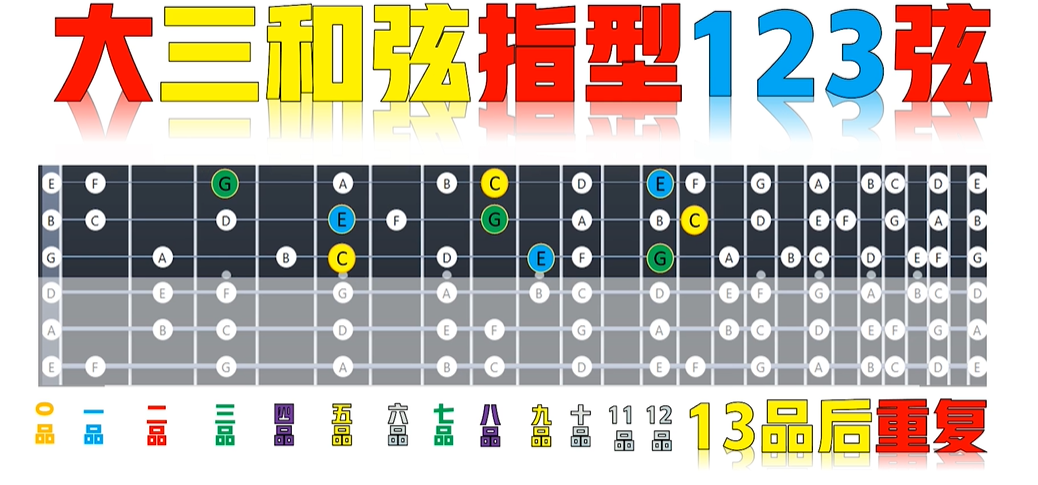 大三和弦指型123弦
E F G A B C D E F G A B C D E
B C D E F G A B C D E F G A B
G A B C D E F G A B C D E F G
D E F G A B C D E F G A B C D
A B C D E F G A B C D E F G A
E F G A B C D E F G A B C D E
0品 一品 二品 三品 四品 五品 六品 七品 八品 九品 十品 11品 12品 13品后重复